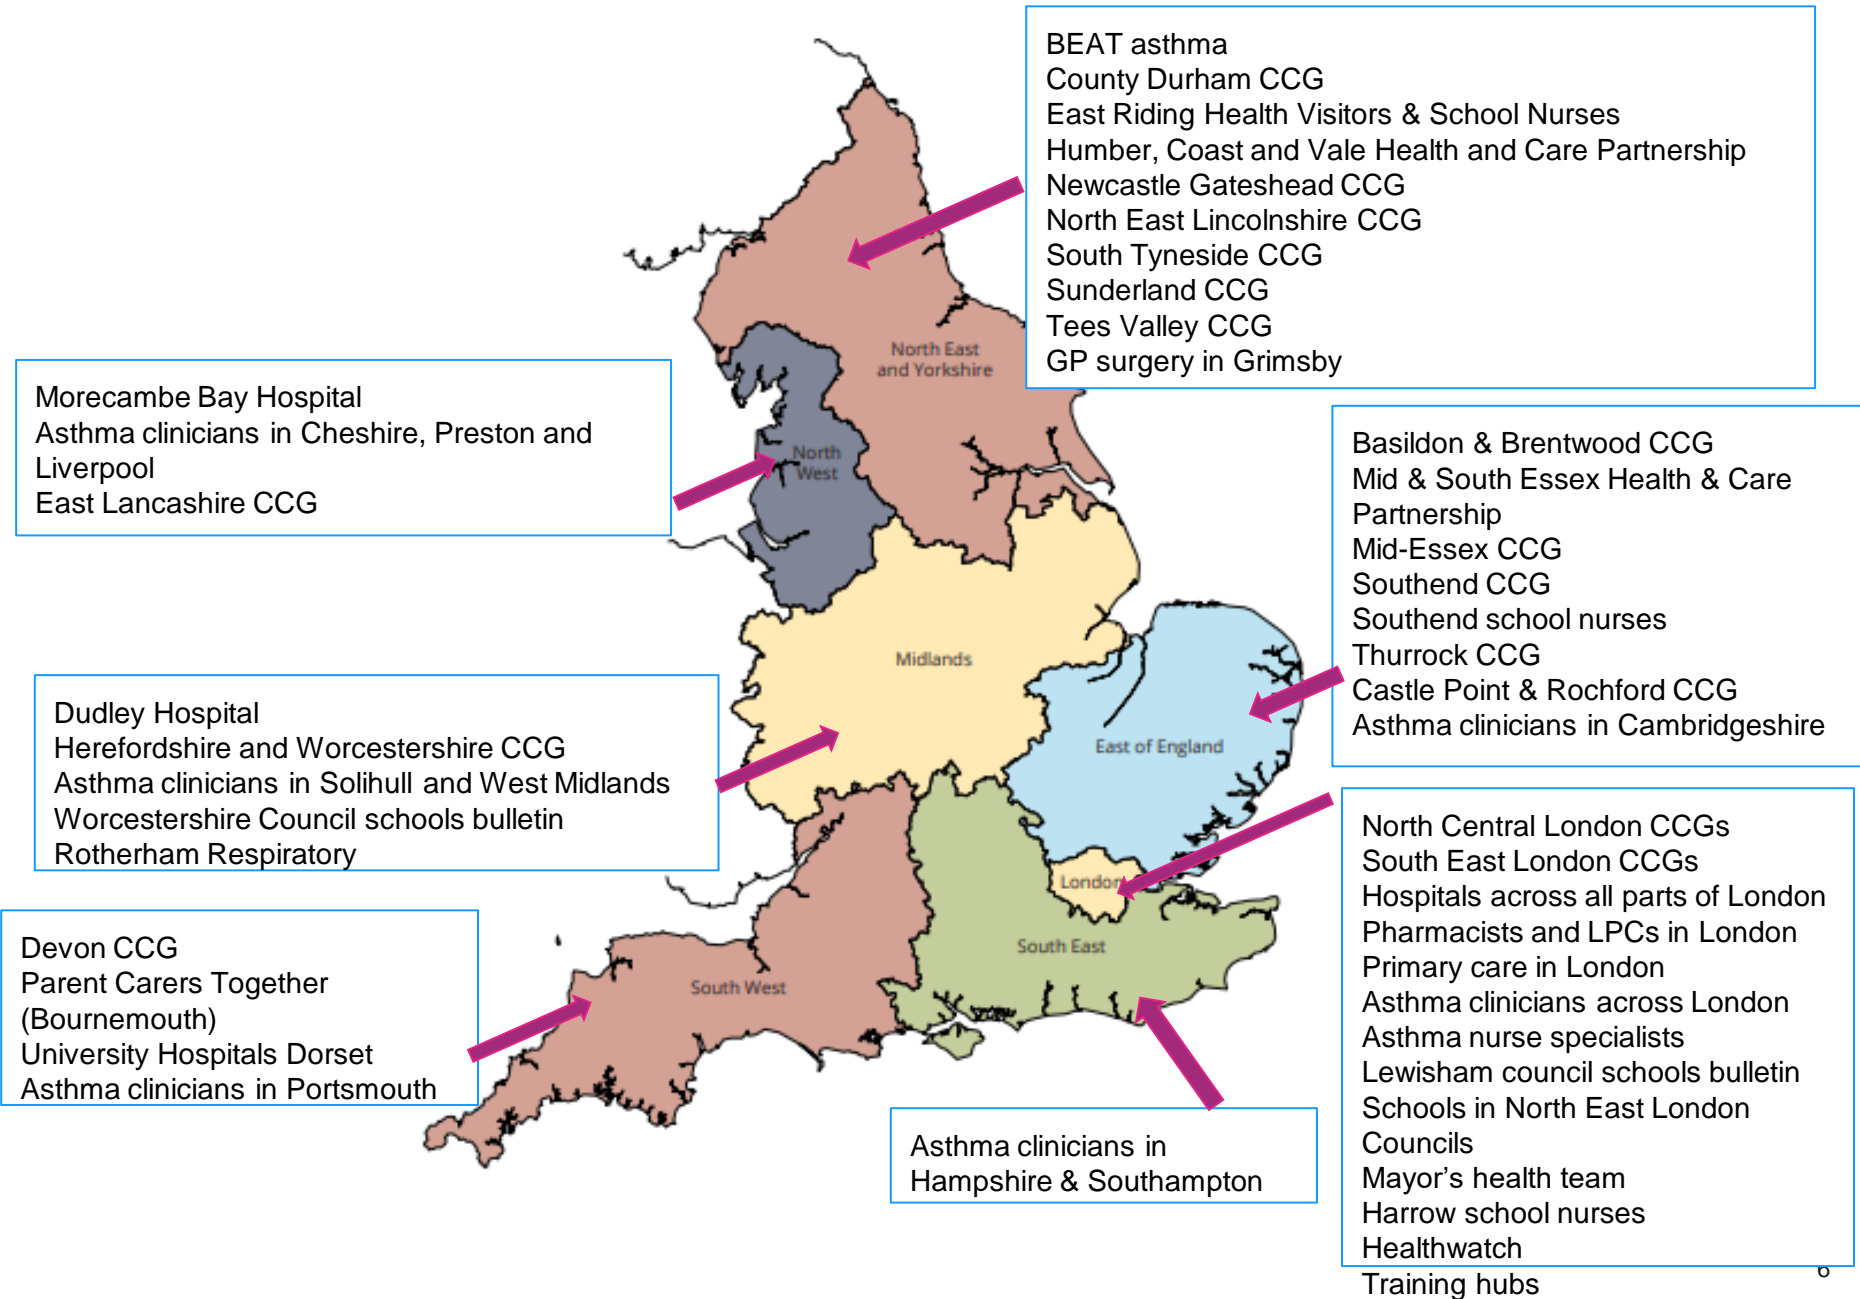 BEAT asthma
County Durham CCG
East Riding Health Visitors & School Nurses
Humber, Coast and Vale Health and Care Partnership
Newcastle Gateshead CCG
North East Lincolnshire CCG
South Tyneside CCG
Sunderland CCG
Tees Valley CCG
GP surgery in Grimsby
North East
and Yorkshire
Morecambe Bay Hospital
Asthma clinicians in Cheshire, Preston and
Liverpool
East Lancashire CCG
North
West
Basildon & Brentwood CCG
Mid & South Essex Health & Care
Partnership
Mid-Essex CCG
Southend CCG
Southend school nurses
Thurrock CCG
Castle Point & Rochford CCG
Asthma clinicians in Cambridgeshire
Midlands
Dudley Hospital
Herefordshire and Worcestershire CCG
Asthma clinicians in Solihull and West Midlands
Worcestershire Council schools bulletin
Rotherham Respiratory
East of England
North Central London CCGs
South East London CCGs
Hospitals across all parts of London
Pharmacists and LPCs in London
Primary care in London
Asthma clinicians across London
Asthma nurse specialists
Lewisham council schools bulletin
Schools in North East London
Councils
Mayor's health team
Harrow school nurses
Healthwatch
Training hubs
London
South East
Devon CCG
Parent Carers Together
(Bournemouth)
University Hospitals Dorset
Asthma clinicians in Portsmouth
South West
Asthma clinicians in
Hampshire & Southampton
6